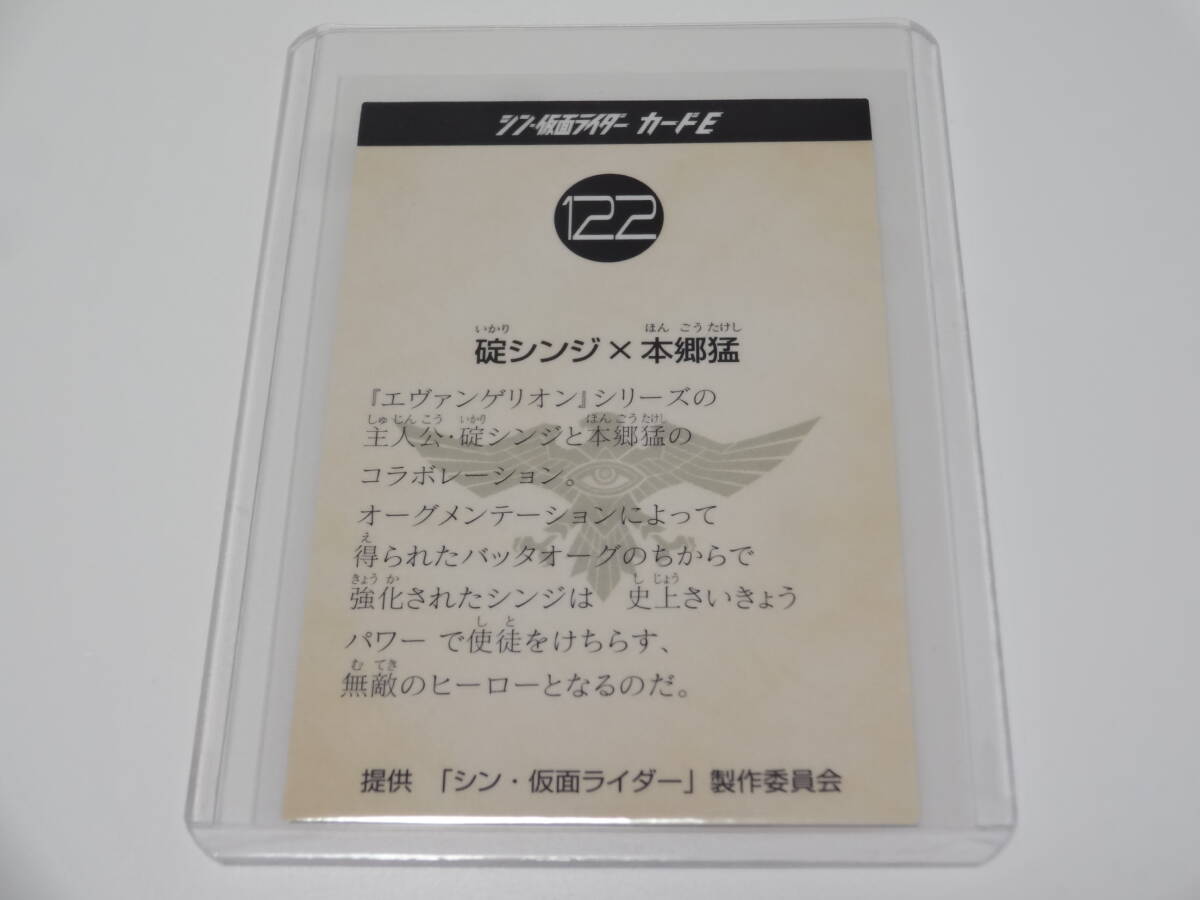 シン・仮面ライダー カードE
122
いかり ほん ごう たけし
碇シンジ×本郷猛
『エヴァンゲリオン』シリーズの
しゅ じん こう いかり ほん ごう たけし
主人公・碇シンジと本郷猛の
コラボレーション。
オーグメンテーションによって
え
得られたバッタオーグのちからで
きょう か し じょう
強化されたシンジは 史上さいきょう
し と
パワー で使徒をけちらす、
む てき
無敵のヒーローとなるのだ。
提供 「シン・仮面ライダー」製作委員会